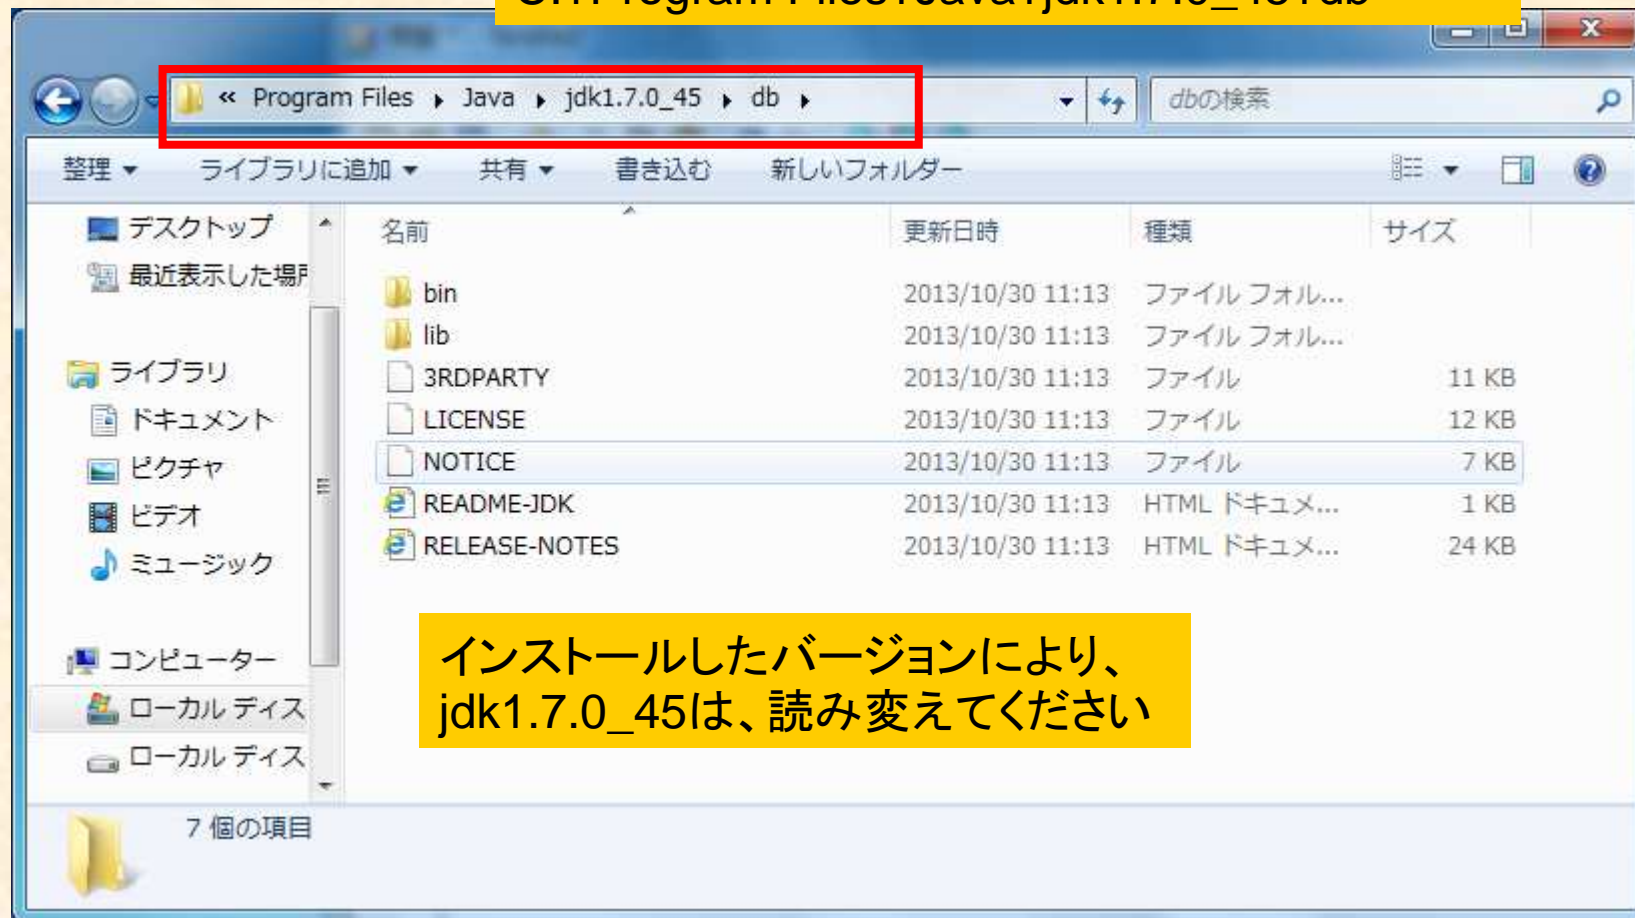 C:¥Program Files¥Java¥jdk1.7.0_45¥db
« Program Files ▸ Java ▸ jdk1.7.0_45 ▸ db ▸
dbの検索
整理 ▼ ライブラリに追加 ▼ 共有 ▼ 書き込む 新しいフォルダー
デスクトップ
最近表示した場所
ライブラリ
ドキュメント
ピクチャ
ビデオ
ミュージック
コンピューター
ローカル ディス
ローカル ディス
名前 更新日時 種類 サイズ
bin 2013/10/30 11:13 ファイル フォル...
lib 2013/10/30 11:13 ファイル フォル...
3RDPARTY 2013/10/30 11:13 ファイル 11 KB
LICENSE 2013/10/30 11:13 ファイル 12 KB
NOTICE 2013/10/30 11:13 ファイル 7 KB
README-JDK 2013/10/30 11:13 HTML ドキュメ... 1 KB
RELEASE-NOTES 2013/10/30 11:13 HTML ドキュメ... 24 KB
インストールしたバージョンにより、
jdk1.7.0_45は、読み変えてください
7 個の項目